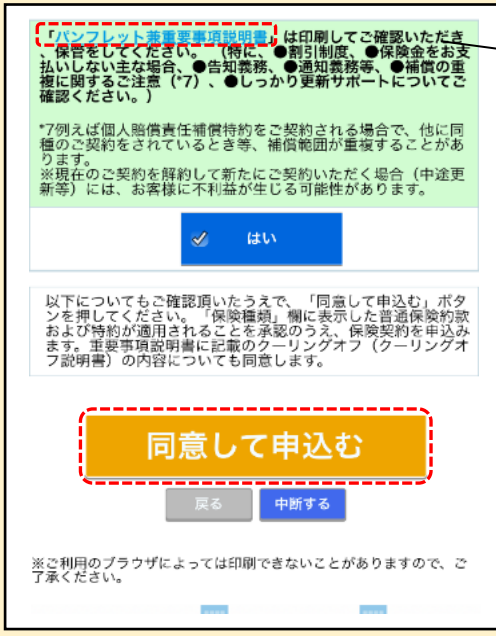 「パンフレット兼重要事項説明書」は印刷してご確認いただき
、保管をしてください。（特に、●割引制度、●保険金をお支
払いしない主な場合、●告知義務、●通知義務等、●補償の重
複に関するご注意（*7）、●しっかり更新サポートについてご
確認ください。）
*7例えば個人賠償責任補償特約をご契約される場合で、他に同
種のご契約をされているとき等、補償範囲が重複することがあ
ります。
※現在のご契約を解約して新たにご契約いただく場合（中途更
新等）には、お客様に不利益が生じる可能性があります。
はい
以下についてもご確認頂いたうえで、「同意して申込む」ボタ
ンを押してください。「保険種類」欄に表示した普通保険約款
および特約が適用されることを承認のうえ、保険契約を申込み
ます。重要事項説明書に記載のクーリングオフ（クーリングオ
フ説明書）の内容についても同意します。
同意して申込む
戻る 中断する
※ご利用のブラウザによっては印刷できないことがありますので、ご
了承ください。